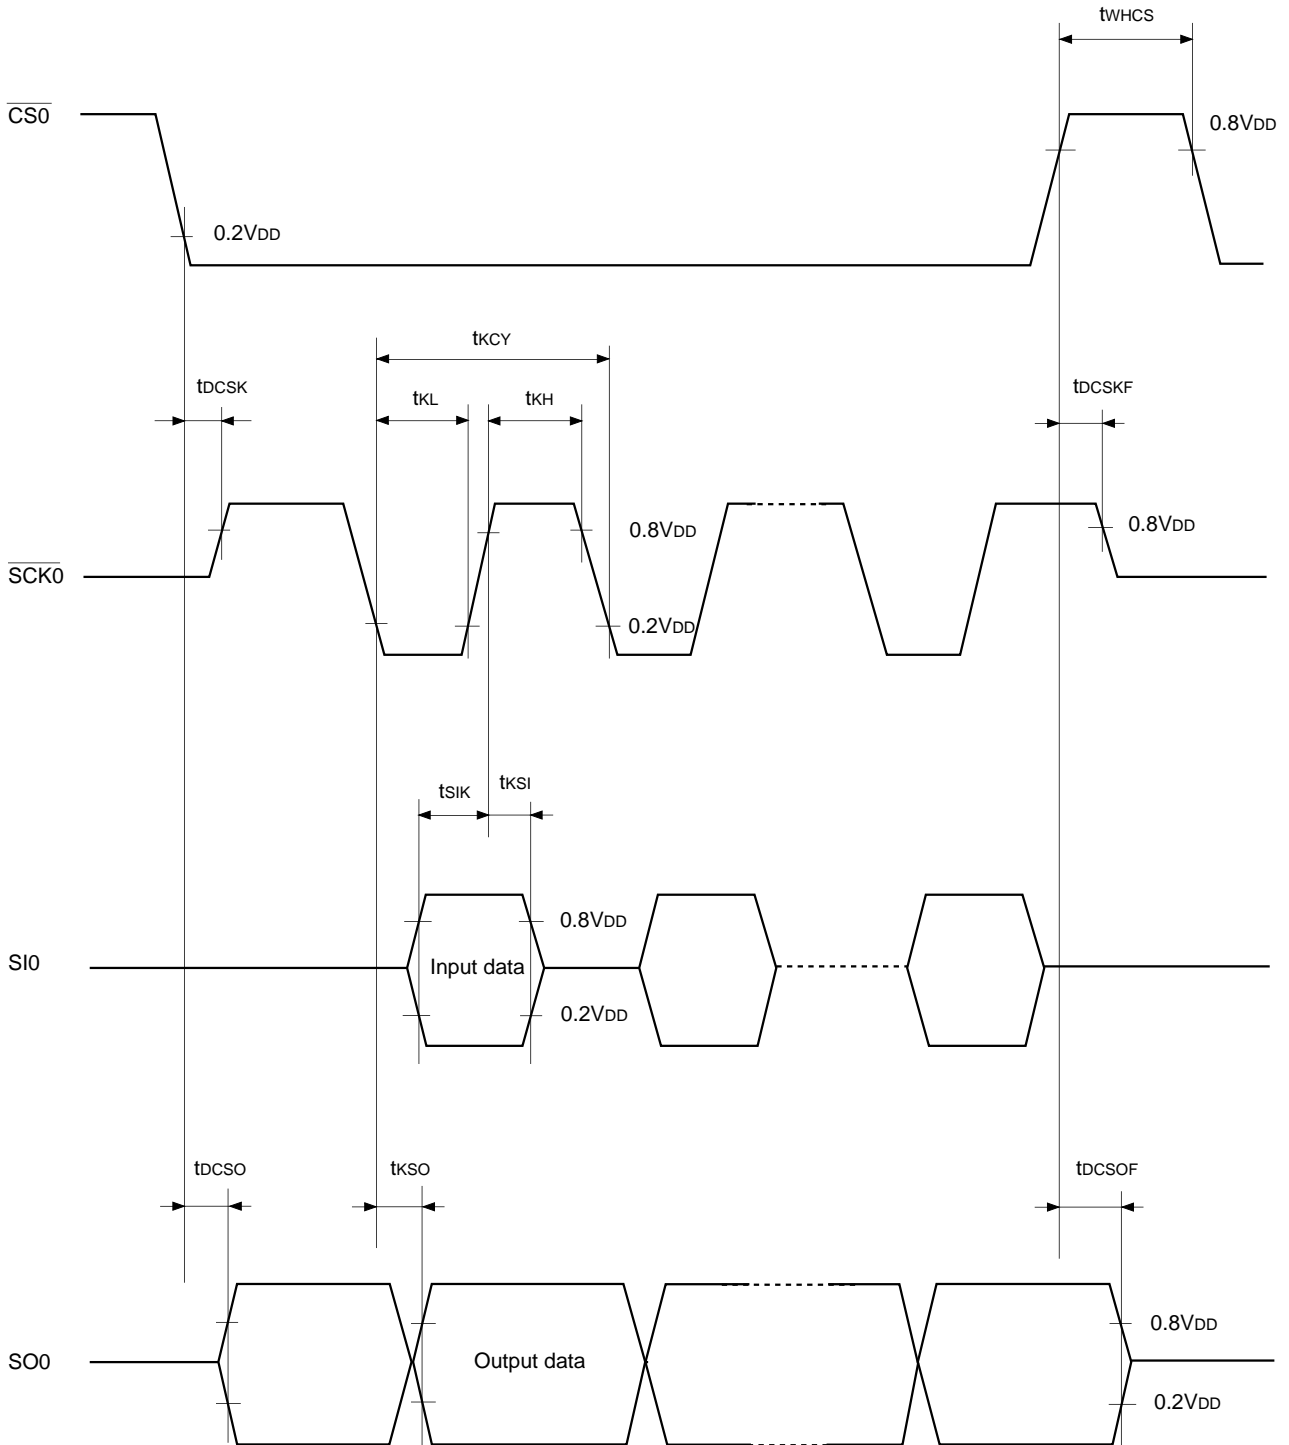 tWHCS
CS0
0.8VDD
0.2VDD
tKCY
tDCSK
tKL
tKH
tDCSKF
0.8VDD
0.8VDD
SCK0
0.2VDD
tSIK
tKSI
0.8VDD
SI0
Input data
0.2VDD
tDCSO
tKSO
tDCSOF
0.8VDD
SO0
Output data
0.2VDD